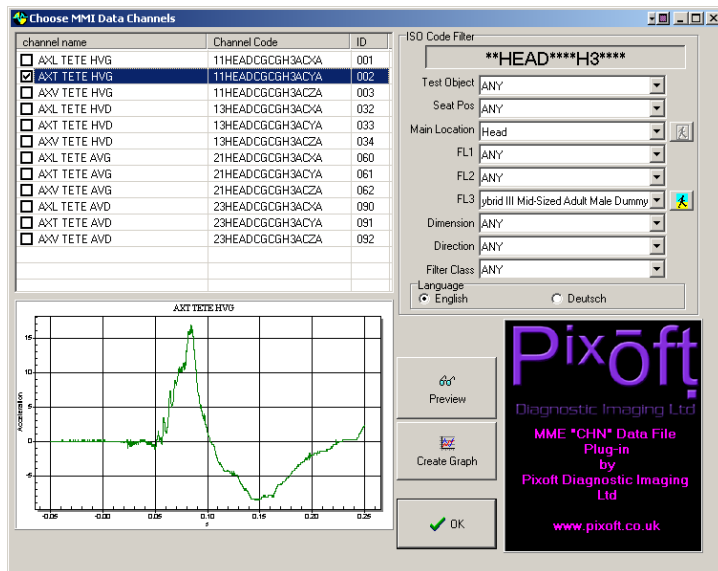 Choose MMI Data Channels
channel name Channel Code ID
AXL TETE HVG 11HEADCGCGH3ACXA 001
AXT TETE HVG 11HEADCGCGH3ACYA 002
AXV TETE HVG 11HEADCGCGH3ACZA 003
AXL TETE HVD 13HEADCGCGH3ACXA 032
AXT TETE HVD 13HEADCGCGH3ACYA 033
AXV TETE HVD 13HEADCGCGH3ACZA 034
AXL TETE AVG 21HEADCGCGH3ACXA 060
AXT TETE AVG 21HEADCGCGH3ACYA 061
AXV TETE AVG 21HEADCGCGH3ACZA 062
AXL TETE AVD 23HEADCGCGH3ACXA 090
AXT TETE AVD 23HEADCGCGH3ACYA 091
AXV TETE AVD 23HEADCGCGH3ACZA 092
ISO Code Filter
**HEAD****H3****
Test Object ANY
Seat Pos ANY
Main Location Head
FL1 ANY
FL2 ANY
FL3 ybrid III Mid-Sized Adult Male Dummy
Dimension ANY
Direction ANY
Filter Class ANY
Language
English Deutsch
AXT TETE HVG
Acceleration
15
10
5
0
-5
-0.05 -0.00 0.05 0.10 0.15 0.20 0.25
s
Preview
Create Graph
OK
Pixōft
Diagnostic Imaging Ltd
MME "CHN" Data File
Plug-in
by
Pixoft Diagnostic Imaging
Ltd
www.pixoft.co.uk